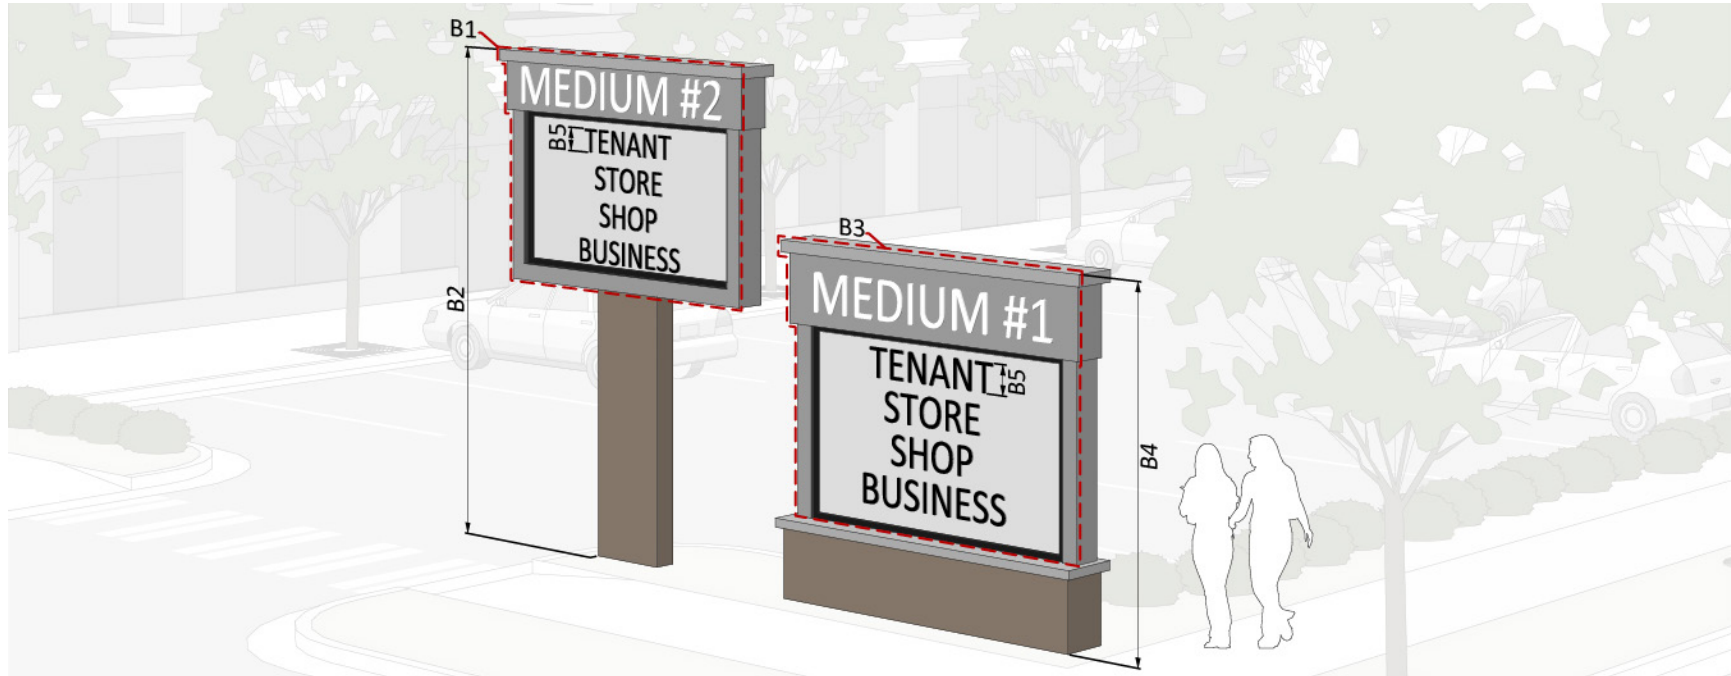 B1
MEDIUM #2
B5
TENANT
STORE
SHOP
BUSINESS
B2
B3
MEDIUM #1
TENANT
B5
STORE
SHOP
BUSINESS
B4